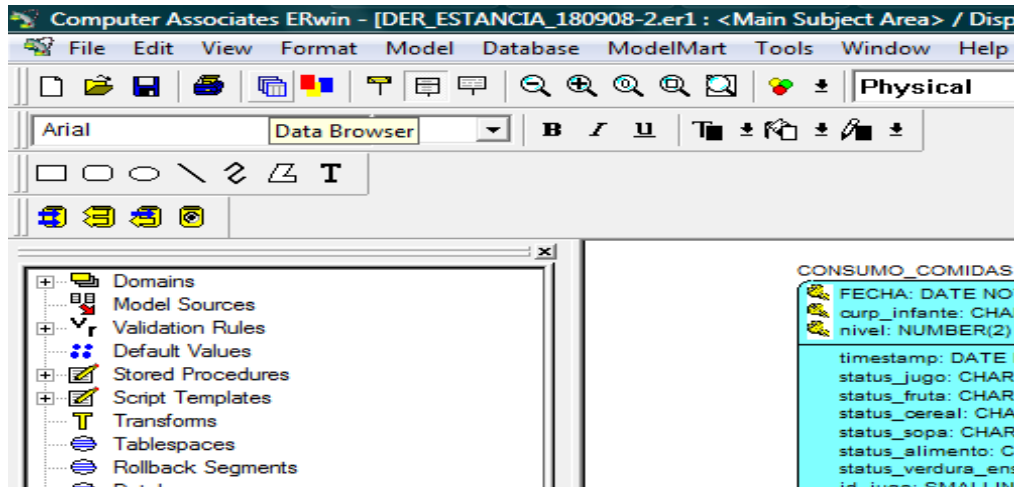 Computer Associates ERwin - [DER_ESTANCIA_180908-2.er1 : <Main Subject Area> / Disp
File Edit View Format Model Database ModelMart Tools Window Help
Physical
Arial
Data Browser
B I U T
T
Domains
Model Sources
Validation Rules
Default Values
Stored Procedures
Script Templates
Transforms
Tablespaces
Rollback Segments
CONSUMO_COMIDAS
FECHA: DATE NO
curp_infante: CHA
nivel: NUMBER(2)
timestamp: DATE
status_jugo: CHAR
status_fruta: CHAR
status_cereal: CHA
status_sopa: CHAR
status_alimento: C
status_verdura_ens
id_jugo: SMALLIN